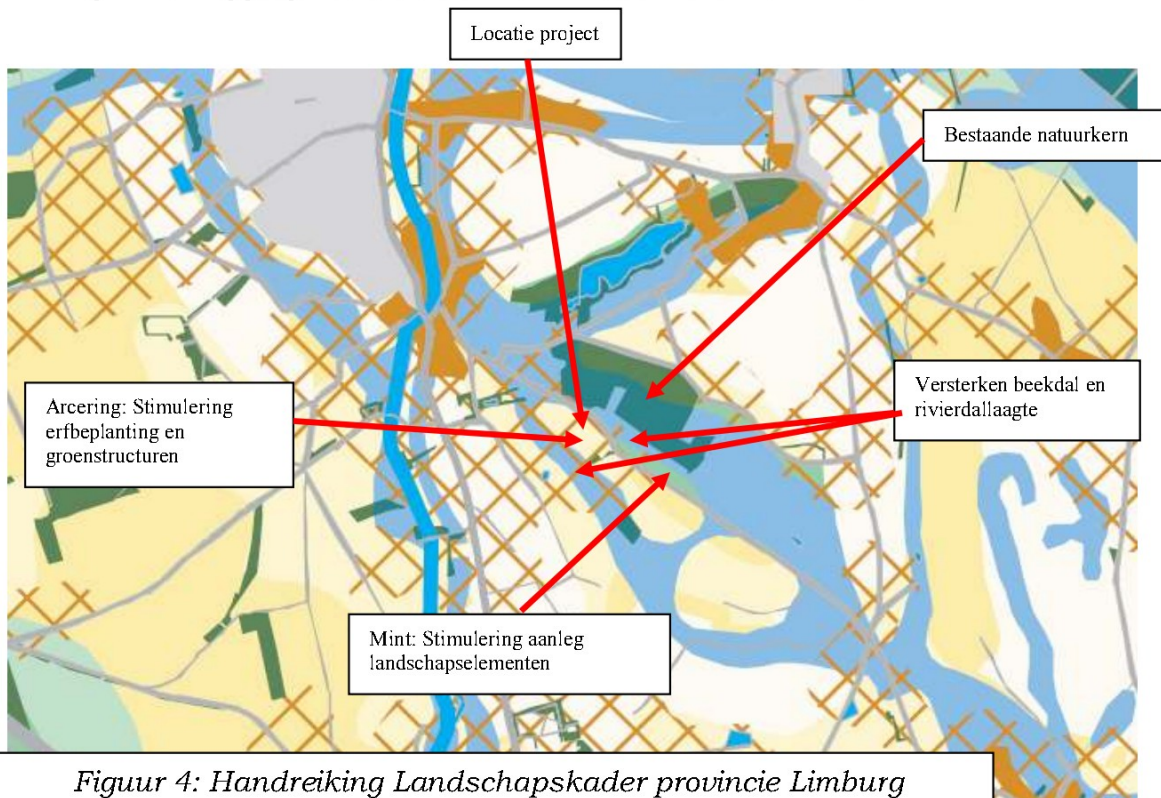 Locatie project
Bestaande natuurkern
Arcering: Stimulering
erfbeplanting en
groenstructuren
Versterken beekdal en
rivierdallaagte
Mint: Stimulering aanleg
landschapselementen
Figuur 4: Handreiking Landschapskader provincie Limburg